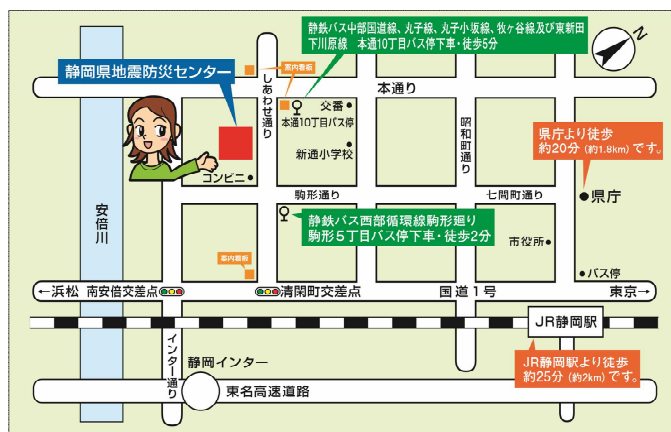 静鉄バス中部国道線、丸子線、丸子小坂線、牧ヶ谷線及び東新田
下川原線 本通10丁目バス停下車・徒歩5分
N
静岡県地震防災センター
案内看板
しあわせ通り
案内看板
本通り
交番
本通10丁目バス停
昭和町通り
新通小学校
県庁より徒歩
約20分(約1.8km)です。
コンビニ
駒形通り
七間町通り
県庁
安倍川
静鉄バス西部循環線駒形廻り
駒形5丁目バス停下車・徒歩2分
市役所
案内看板
バス停
←浜松
南安倍交差点
清閑町交差点
国道1号
東京→
JR静岡駅
インター通り
静岡インター
JR静岡駅より徒歩
約25分(約2km)です。
東名高速道路